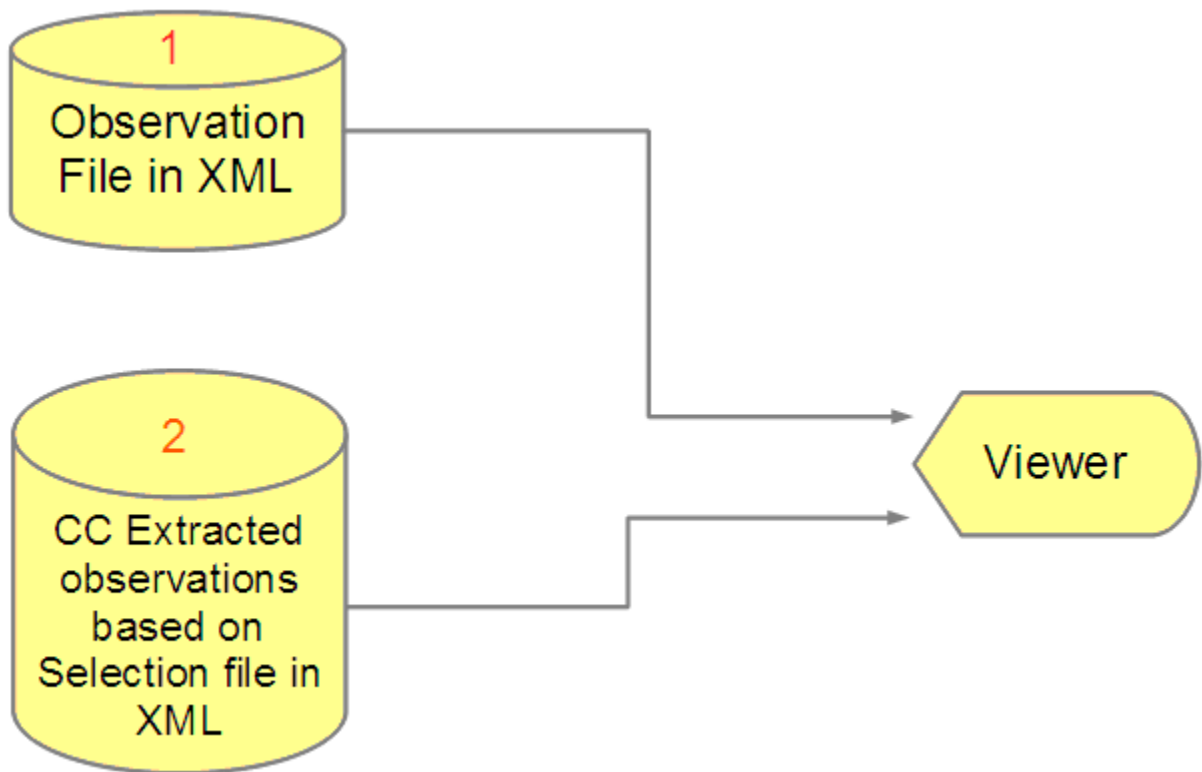 1
Observation
File in XML
2
CC Extracted
observations
based on
Selection file in
XML
Viewer